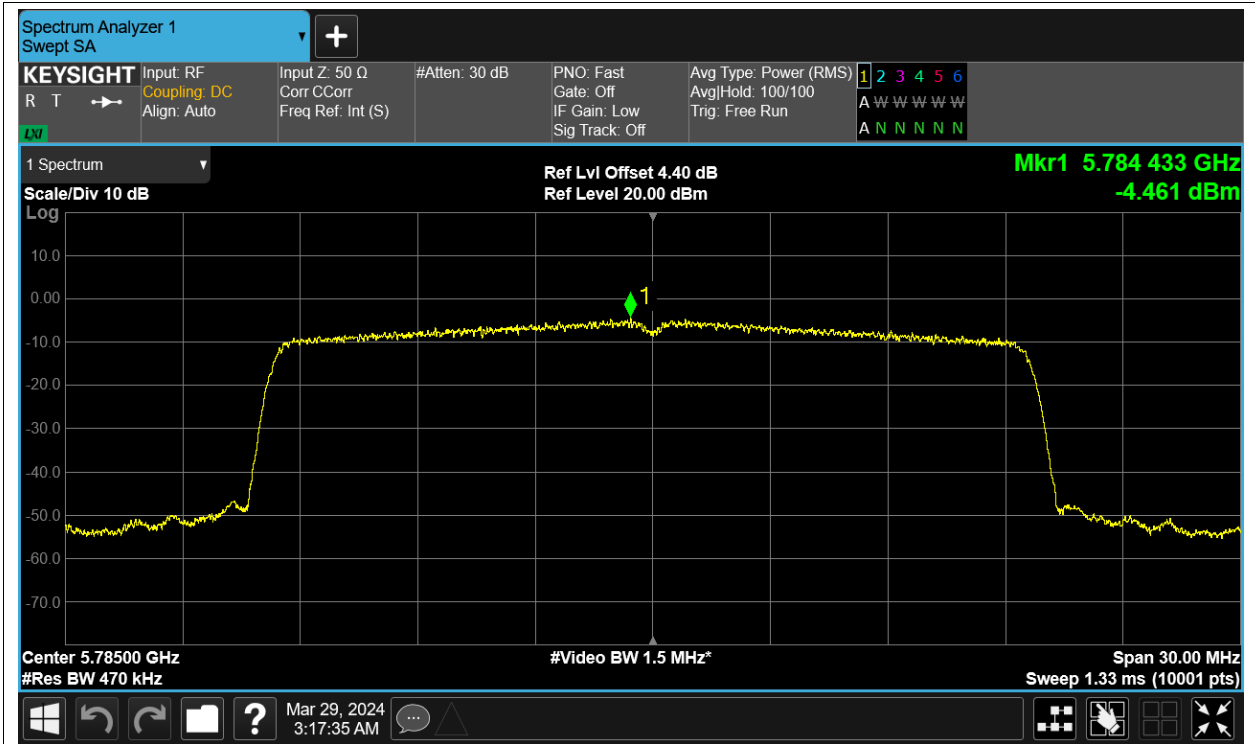 Spectrum Analyzer 1
Swept SA
KEYSIGHT
R T
LXI
Input: RF
Coupling: DC
Align: Auto
Input Z: 50 Ω
Corr CCorr
Freq Ref: Int (S)
#Atten: 30 dB
PNO: Fast
Gate: Off
IF Gain: Low
Sig Track: Off
Avg Type: Power (RMS)
Avg|Hold: 100/100
Trig: Free Run
1 2 3 4 5 6
A W W W W W
A N N N N N
1 Spectrum
Scale/Div 10 dB
Log
Ref Lvl Offset 4.40 dB
Ref Level 20.00 dBm
Mkr1 5.784 433 GHz
-4.461 dBm
10.0
0.00
-10.0
-20.0
-30.0
-40.0
-50.0
-60.0
-70.0
1
Center 5.78500 GHz
#Res BW 470 kHz
#Video BW 1.5 MHz*
Span 30.00 MHz
Sweep 1.33 ms (10001 pts)
?
Mar 29, 2024
3:17:35 AM